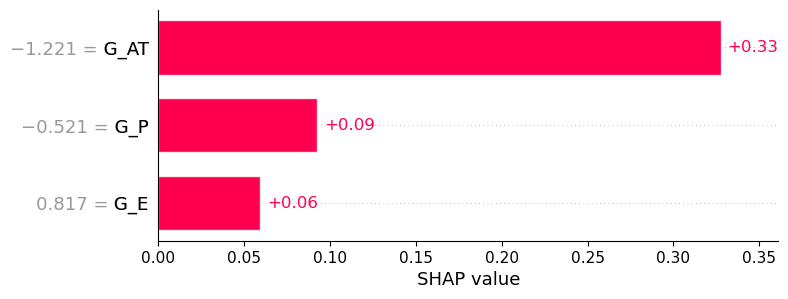 −1.221 = G_AT
+0.33
−0.521 = G_P
+0.09
0.817 = G_E
+0.06
0.00 0.05 0.10 0.15 0.20 0.25 0.30 0.35
SHAP value